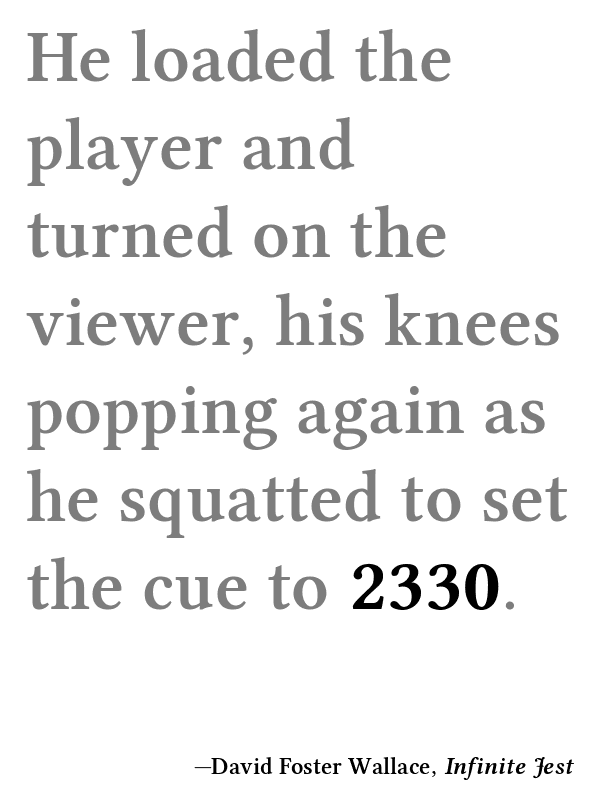 He loaded the
player and
turned on the
viewer, his knees
popping again as
he squatted to set
the cue to 2330.
—David Foster Wallace, Infinite Jest